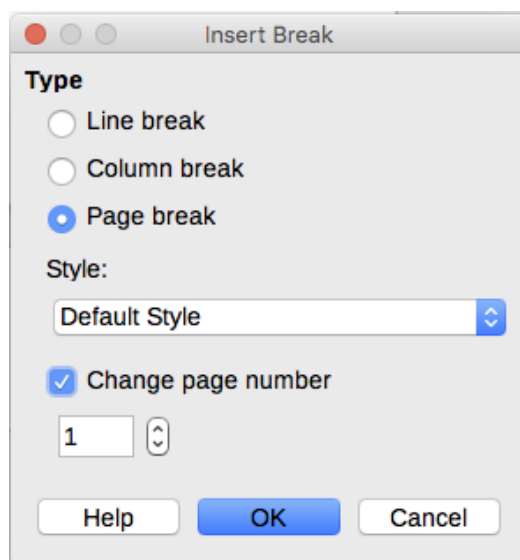 Insert Break
Type
Line break
Column break
Page break
Style:
Default Style
Change page number
1
Help OK Cancel